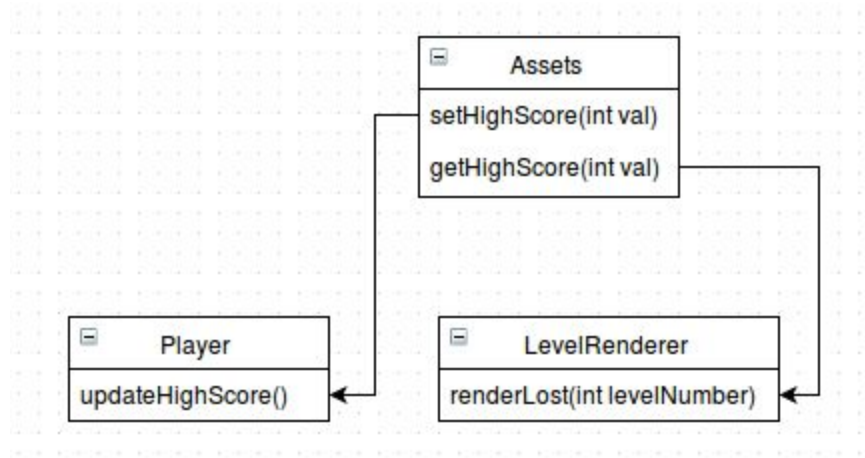 Assets
setHighScore(int val)
getHighScore(int val)
Player
updateHighScore()
LevelRenderer
renderLost(int levelNumber)